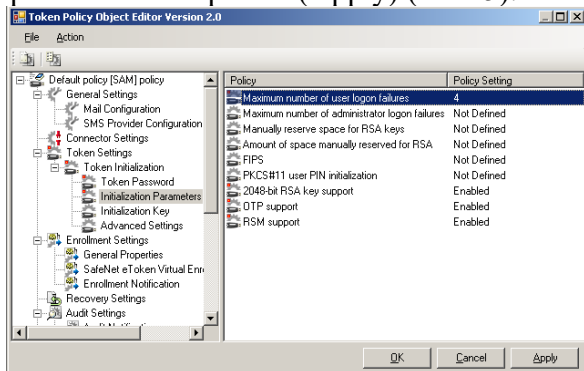 Token Policy Object Editor Version 2.0
File Action
Default policy [SAM] policy
General Settings
Mail Configuration
SMS Provider Configuration
Connector Settings
Token Settings
Token Initialization
Token Password
Initialization Parameters
Initialization Key
Advanced Settings
Enrollment Settings
General Properties
SafeNet eToken Virtual Enr
Enrollment Notification
Recovery Settings
Audit Settings
Policy Policy Setting
Maximum number of user logon failures 4
Maximum number of administrator logon failures Not Defined
Manually reserve space for RSA keys Not Defined
Amount of space manually reserved for RSA Not Defined
FIPS Not Defined
PKCS#11 user PIN initialization Not Defined
2048-bit RSA key support Enabled
OTP support Enabled
RSM support Enabled
OK Cancel Apply